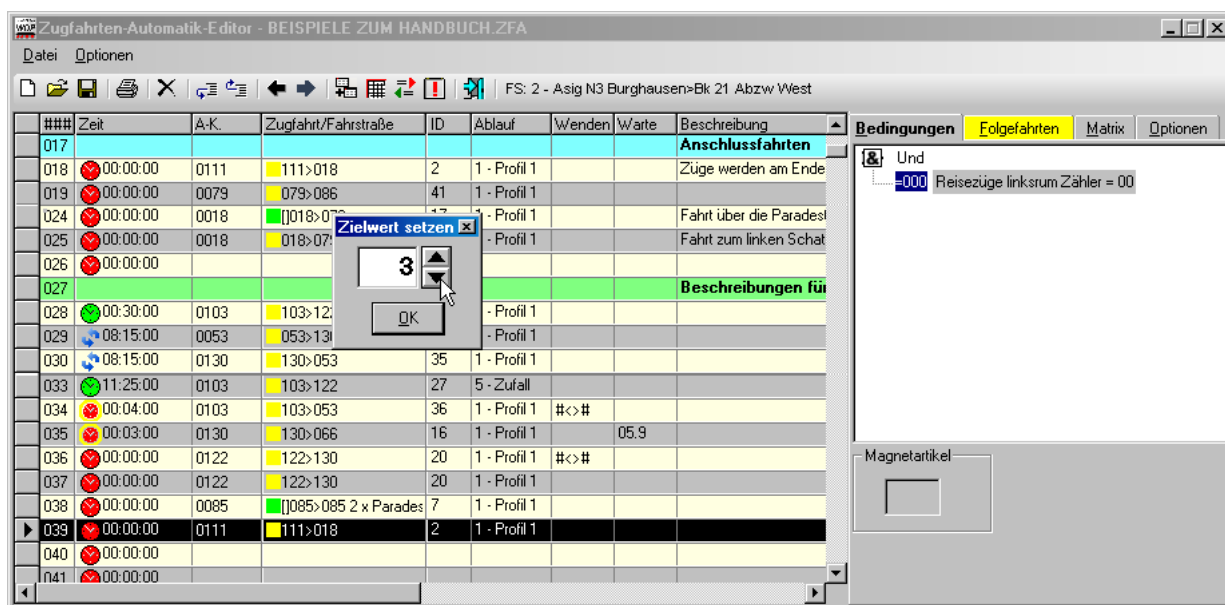 Zugfahrten-Automatik-Editor - BEISPIELE ZUM HANDBUCH.ZFA
Datei Optionen
FS: 2 - Asig N3 Burghausen>Bk 21 Abzw West
### Zeit A-K. Zugfahrt/Fahrstraße ID Ablauf Wenden Warte Beschreibung
017 Anschlussfahrten
018 00:00:00 0111 111>018 2 1 - Profil 1 Züge werden am Ende
019 00:00:00 0079 079>086 41 1 - Profil 1
024 00:00:00 0018 []018> - Profil 1 Fahrt über die Parades
025 00:00:00 0018 018>07 - Profil 1 Fahrt zum linken Schat
026 00:00:00
027 Beschreibungen für
028 00:30:00 0103 103>12 - Profil 1
029 08:15:00 0053 053>13 - Profil 1
030 08:15:00 0130 130>053 35 1 - Profil 1
033 11:25:00 0103 103>122 27 5 - Zufall
034 00:04:00 0103 103>053 36 1 - Profil 1 #<>#
035 00:03:00 0130 130>066 16 1 - Profil 1 05.9
036 00:00:00 0122 122>130 20 1 - Profil 1 #<>#
037 00:00:00 0122 122>130 20 1 - Profil 1
038 00:00:00 0085 []085>085 2 x Parades 7 1 - Profil 1
039 00:00:00 0111 111>018 2 1 - Profil 1
040 00:00:00
041 00:00:00
Zielwert setzen
3
OK
Bedingungen Folgefahrten Matrix Optionen
{&} Und
=000 Reisezüge linksrum Zähler = 00
Magnetartikel